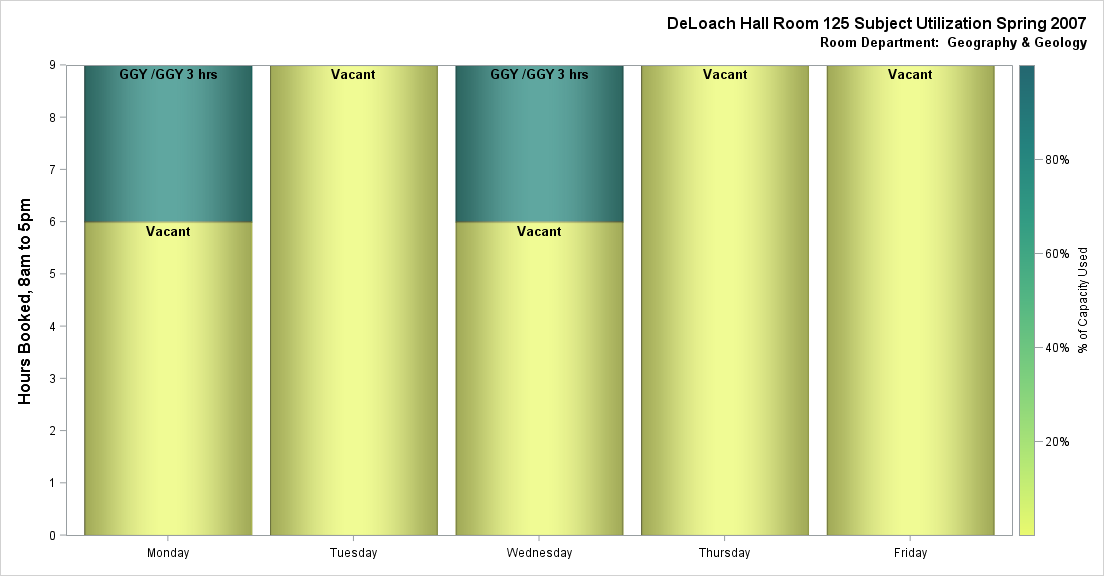 DeLoach Hall Room 125 Subject Utilization Spring 2007
Room Department:  Geography & Geology
Hours Booked, 8am to 5pm
9
8
7
6
5
4
3
2
1
0
GGY /GGY 3 hrs
Vacant
GGY /GGY 3 hrs
Vacant
Vacant
Vacant
Vacant
Monday
Tuesday
Wednesday
Thursday
Friday
80%
60%
40%
20%
% of Capacity Used